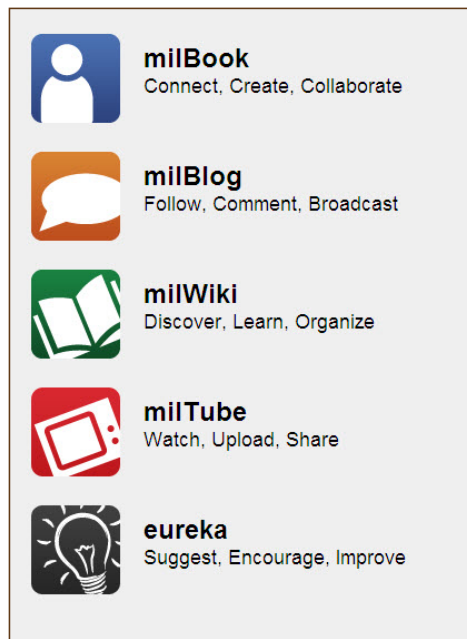 milBook
Connect, Create, Collaborate
milBlog
Follow, Comment, Broadcast
milWiki
Discover, Learn, Organize
milTube
Watch, Upload, Share
eureka
Suggest, Encourage, Improve